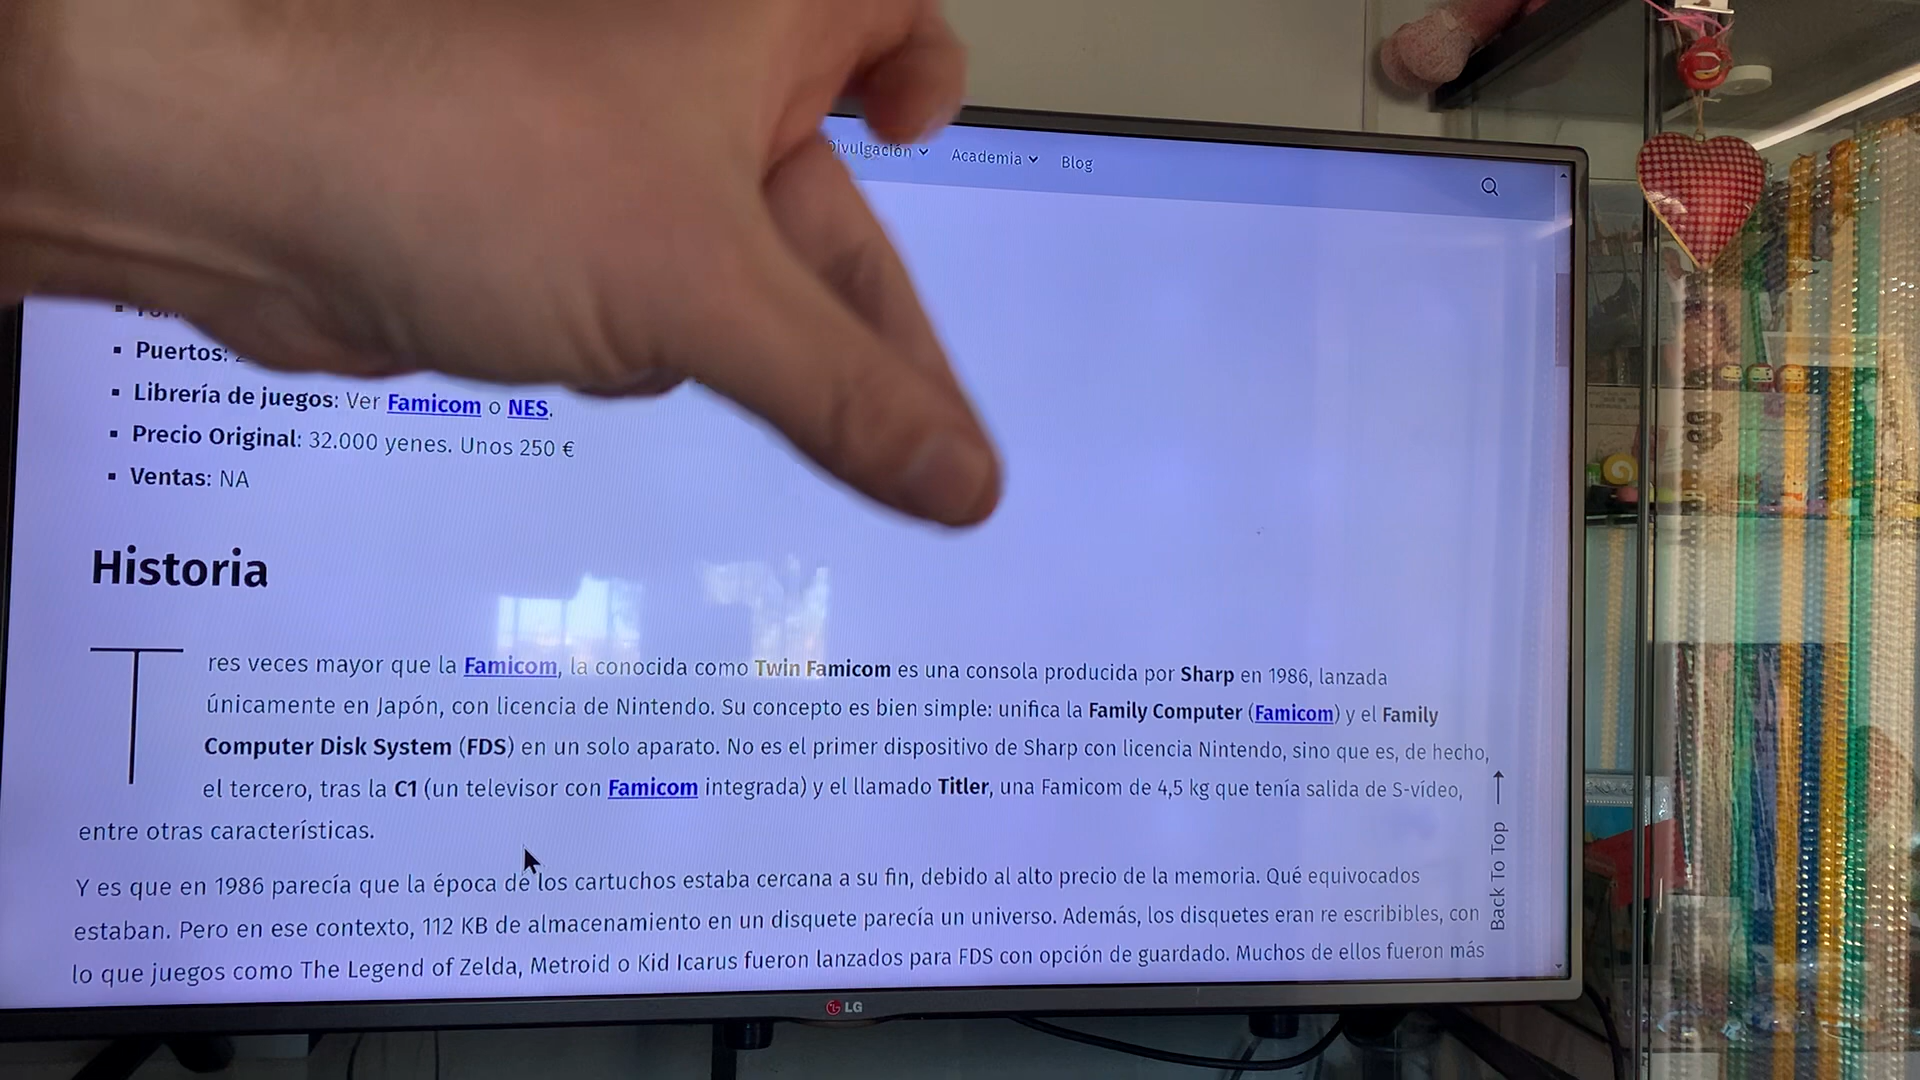 Divulgación Academia Blog
Puertos:
Librería de juegos: Ver Famicom o NES.
Precio Original: 32.000 yenes. Unos 250 €
Ventas: NA
Historia
Tres veces mayor que la Famicom, la conocida como Twin Famicom es una consola producida por Sharp en 1986, lanzada
únicamente en Japón, con licencia de Nintendo. Su concepto es bien simple: unifica la Family Computer (Famicom) y el Family
Computer Disk System (FDS) en un solo aparato. No es el primer dispositivo de Sharp con licencia Nintendo, sino que es, de hecho,
el tercero, tras la C1 (un televisor con Famicom integrada) y el llamado Titler, una Famicom de 4,5 kg que tenía salida de S-vídeo,
entre otras características.
Y es que en 1986 parecía que la época de los cartuchos estaba cercana a su fin, debido al alto precio de la memoria. Qué equivocados
estaban. Pero en ese contexto, 112 KB de almacenamiento en un disquete parecía un universo. Además, los disquetes eran re escribibles, con
lo que juegos como The Legend of Zelda, Metroid o Kid Icarus fueron lanzados para FDS con opción de guardado. Muchos de ellos fueron más
Back To Top
LG